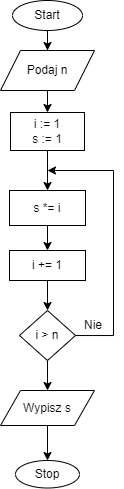 Start
Podaj n
i := 1
s := 1
s *= i
i += 1
i > n
Nie
Wypisz s
Stop